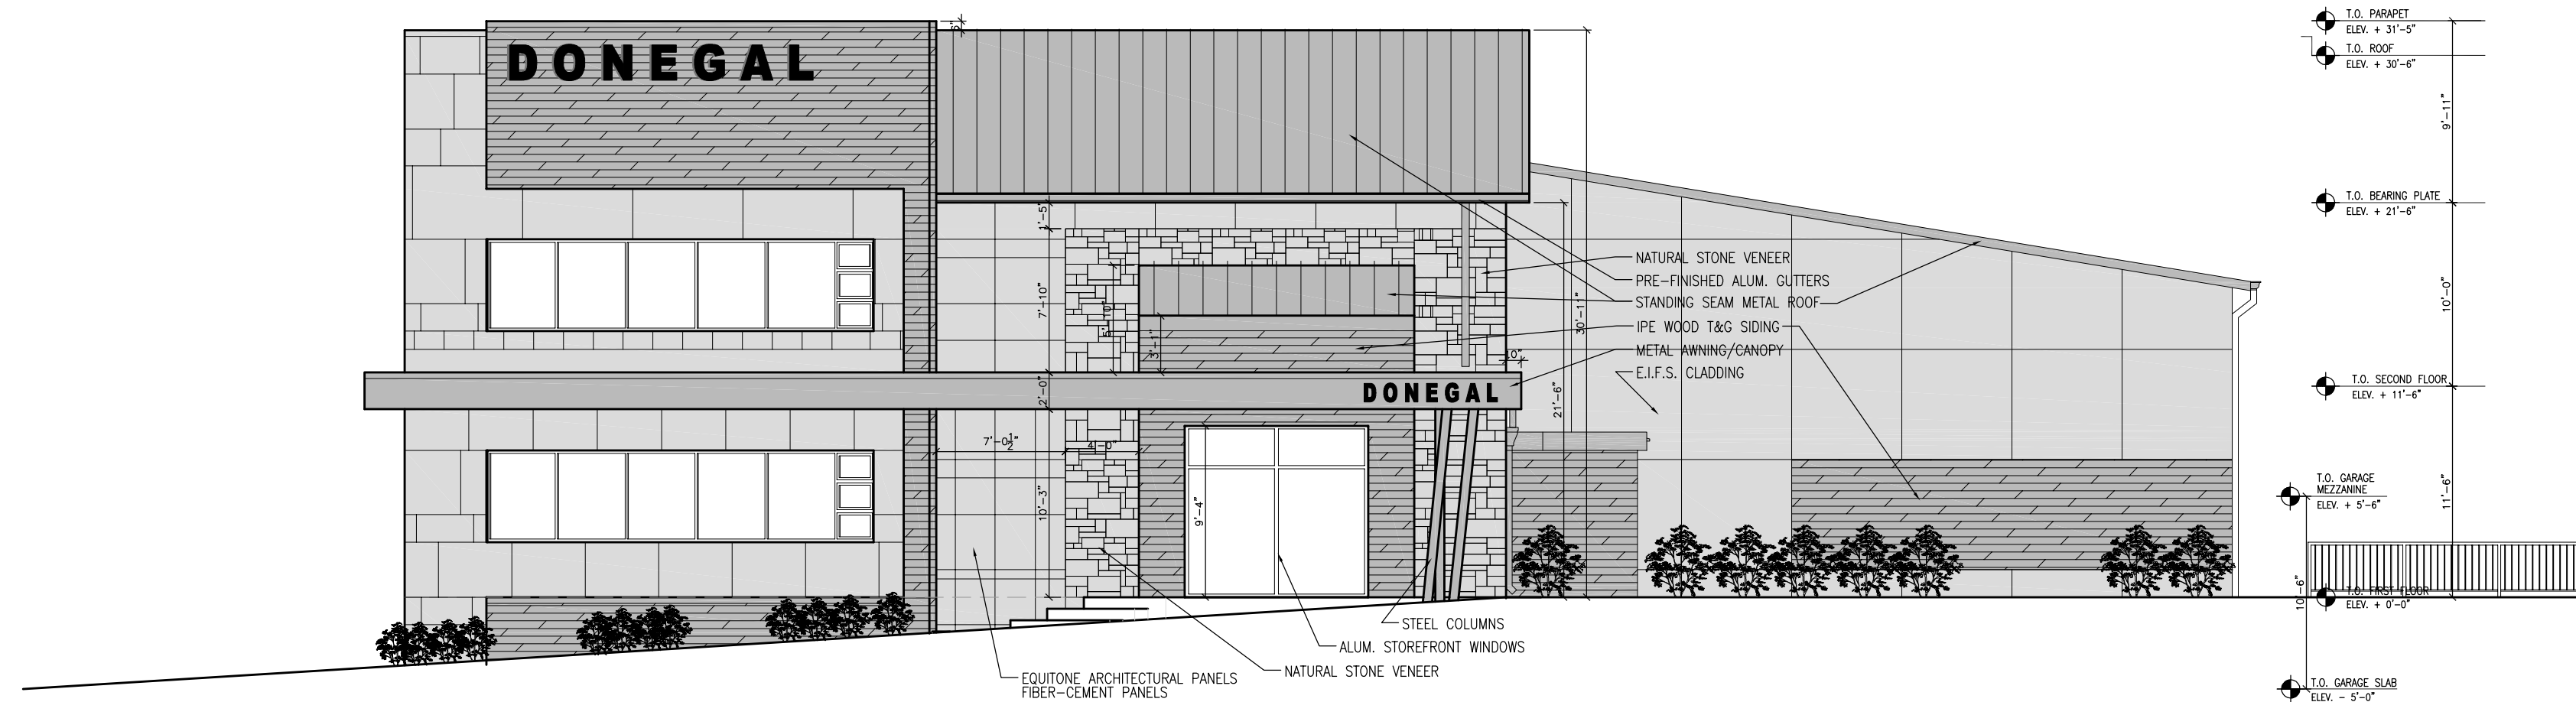 DONEGAL
6"
T.O. PARAPET
ELEV. + 31'-5"
T.O. ROOF
ELEV. + 30'-6"
9'-11"
T.O. BEARING PLATE
ELEV. + 21'-6"
1'-5"
7'-10"
5'-10"
3'-1"
30'-11"
NATURAL STONE VENEER
PRE-FINISHED ALUM. GUTTERS
STANDING SEAM METAL ROOF
IPE WOOD T&G SIDING
METAL AWNING/CANOPY
E.I.F.S. CLADDING
10'-0"
10"
2'-0"
DONEGAL
21'-6"
T.O. SECOND FLOOR
ELEV. + 11'-6"
7'-0½"
4'-0"
10'-3"
9'-4"
T.O. GARAGE
MEZZANINE
ELEV. + 5'-6"
11'-6"
10'-6"
T.O. FIRST FLOOR
ELEV. + 0'-0"
STEEL COLUMNS
ALUM. STOREFRONT WINDOWS
NATURAL STONE VENEER
EQUITONE ARCHITECTURAL PANELS
FIBER-CEMENT PANELS
T.O. GARAGE SLAB
ELEV. - 5'-0"